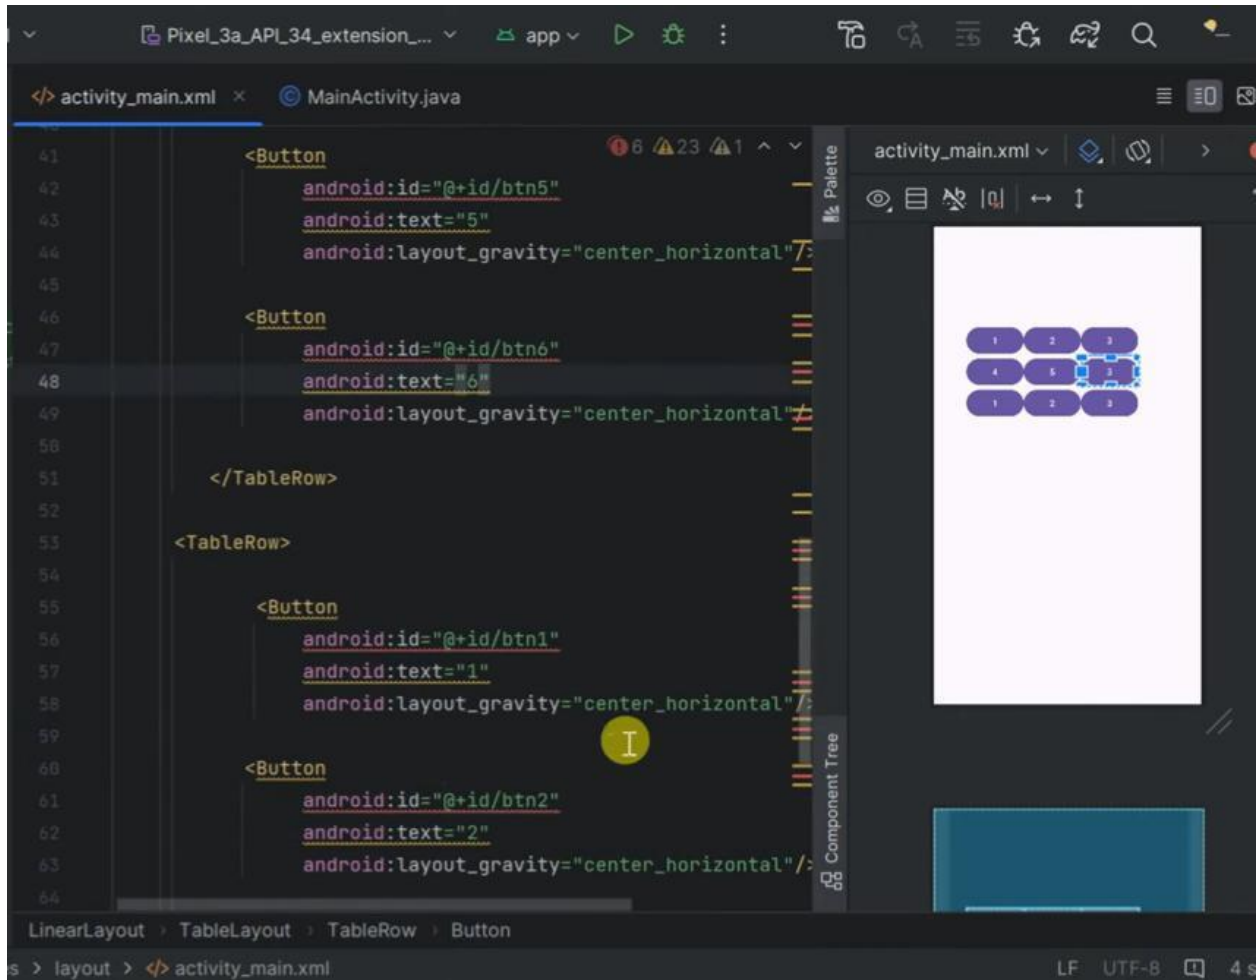 Pixel_3a_API_34_extension_... app
activity_main.xml × MainActivity.java
6 23 1
41 <Button
42 android:id="@+id/btn5"
43 android:text="5"
44 android:layout_gravity="center_horizontal"/>
45
46 <Button
47 android:id="@+id/btn6"
48 android:text="6"
49 android:layout_gravity="center_horizontal"/>
50
51 </TableRow>
52
53 <TableRow>
54
55 <Button
56 android:id="@+id/btn1"
57 android:text="1"
58 android:layout_gravity="center_horizontal"/>
59
60 <Button
61 android:id="@+id/btn2"
62 android:text="2"
63 android:layout_gravity="center_horizontal"/>
64
Palette
Component Tree
activity_main.xml
1 2 3
4 5 3
1 2 3
LinearLayout › TableLayout › TableRow › Button
s > layout > activity_main.xml
LF UTF-8 4 s